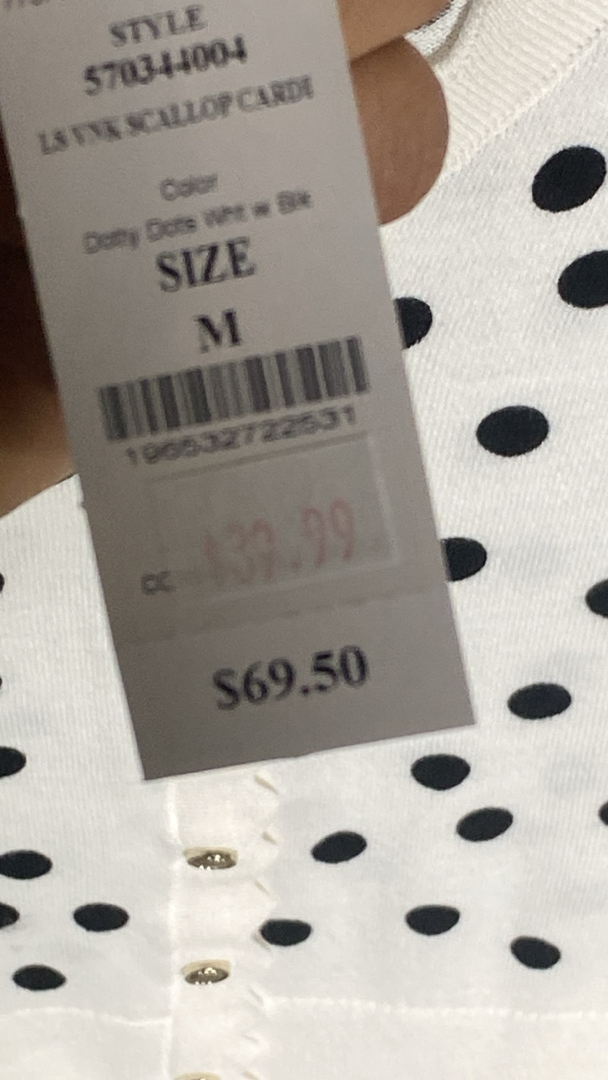 STYLE
570344004
LS VNK SCALLOP CARDI
Color
Dotty Dots Wht w Blk
SIZE
M
196532722531
$39.99
$69.50